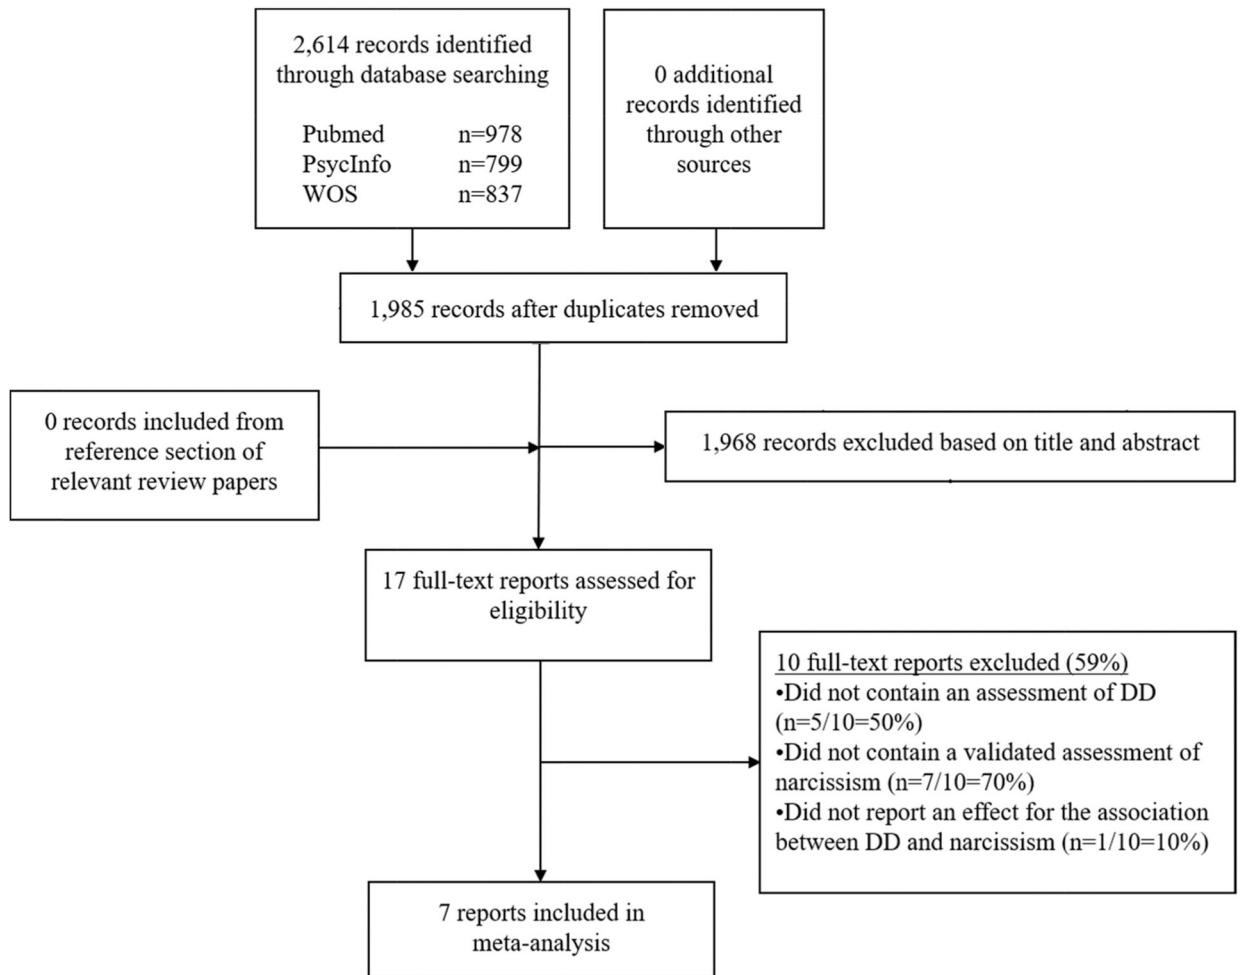 2,614 records identified
through database searching
Pubmed n=978
PsycInfo n=799
WOS n=837
0 additional
records identified
through other
sources
1,985 records after duplicates removed
0 records included from
reference section of
relevant review papers
1,968 records excluded based on title and abstract
17 full-text reports assessed for
eligibility
10 full-text reports excluded (59%)
•Did not contain an assessment of DD
(n=5/10=50%)
•Did not contain a validated assessment of
narcissism (n=7/10=70%)
•Did not report an effect for the association
between DD and narcissism (n=1/10=10%)
7 reports included in
meta-analysis